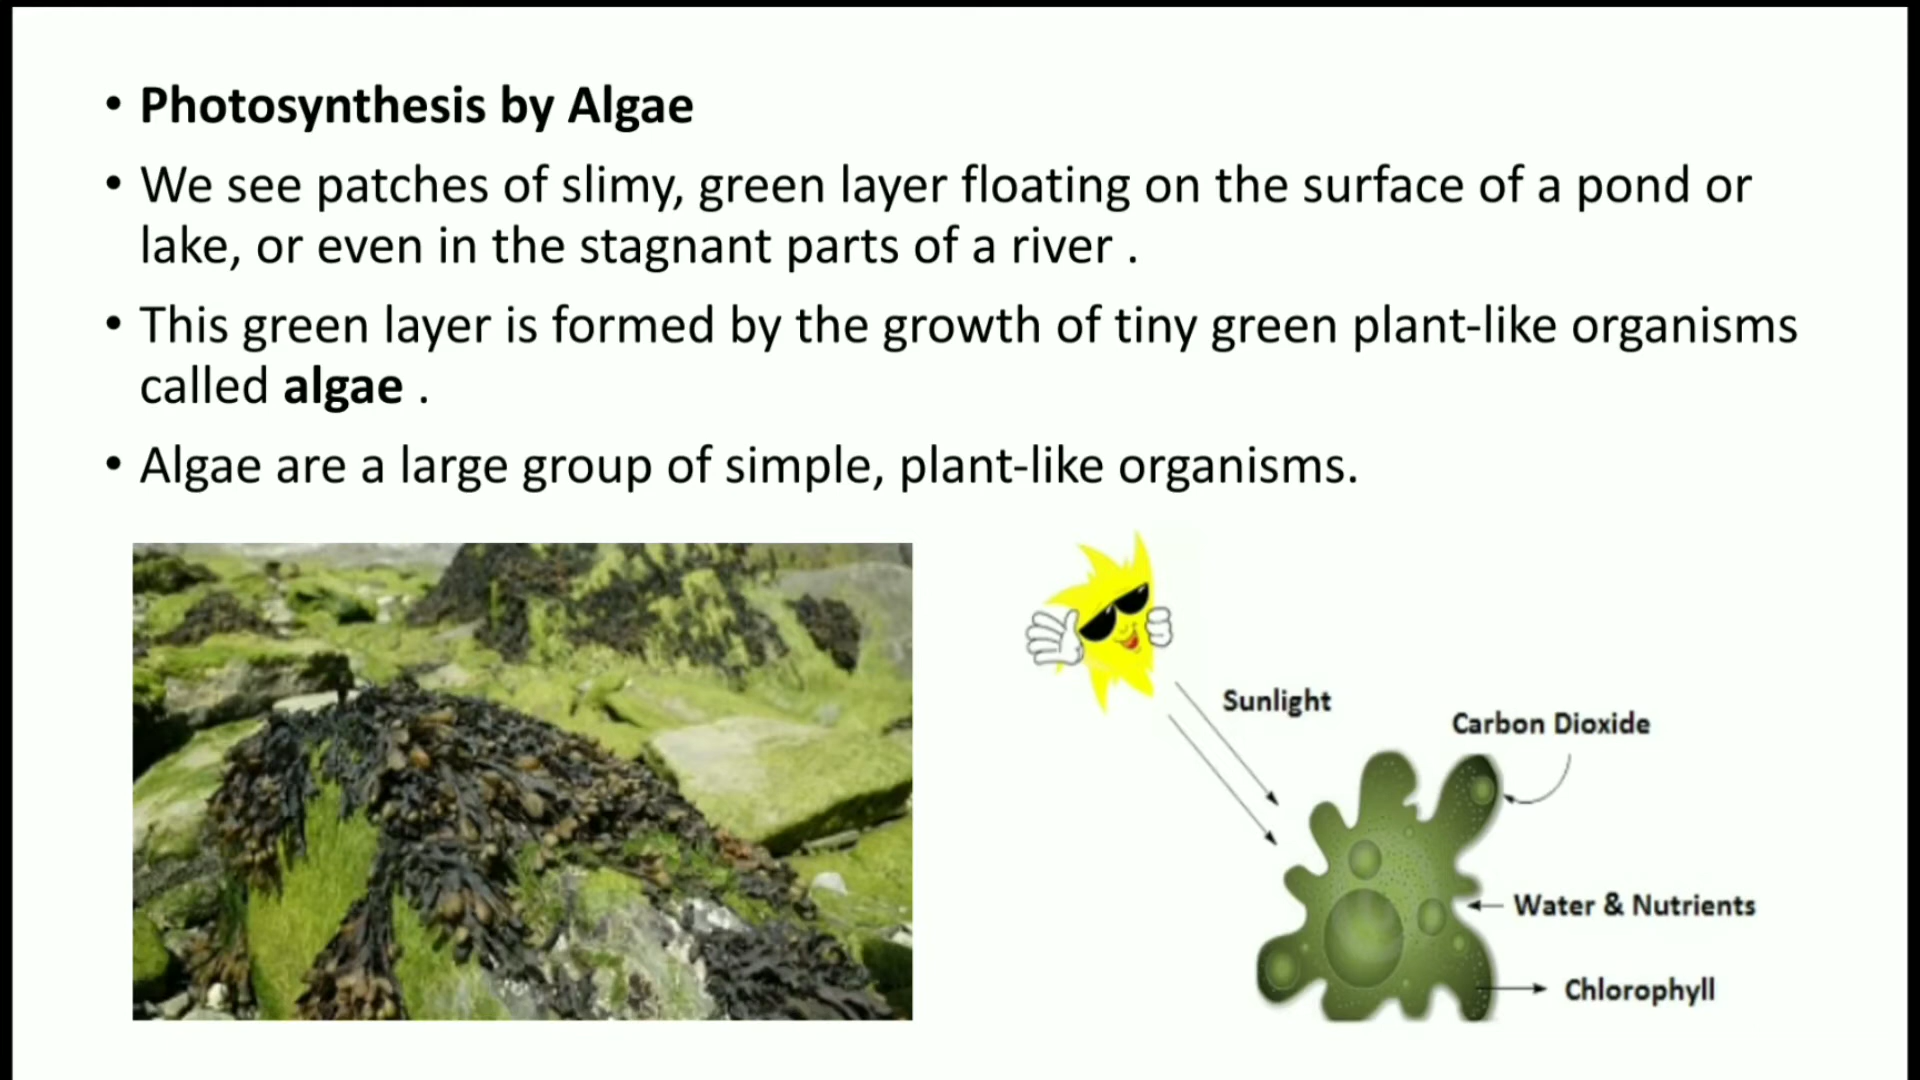 • Photosynthesis by Algae
• We see patches of slimy, green layer floating on the surface of a pond or
lake, or even in the stagnant parts of a river .
• This green layer is formed by the growth of tiny green plant-like organisms
called algae .
• Algae are a large group of simple, plant-like organisms.
Sunlight
Carbon Dioxide
Water & Nutrients
Chlorophyll